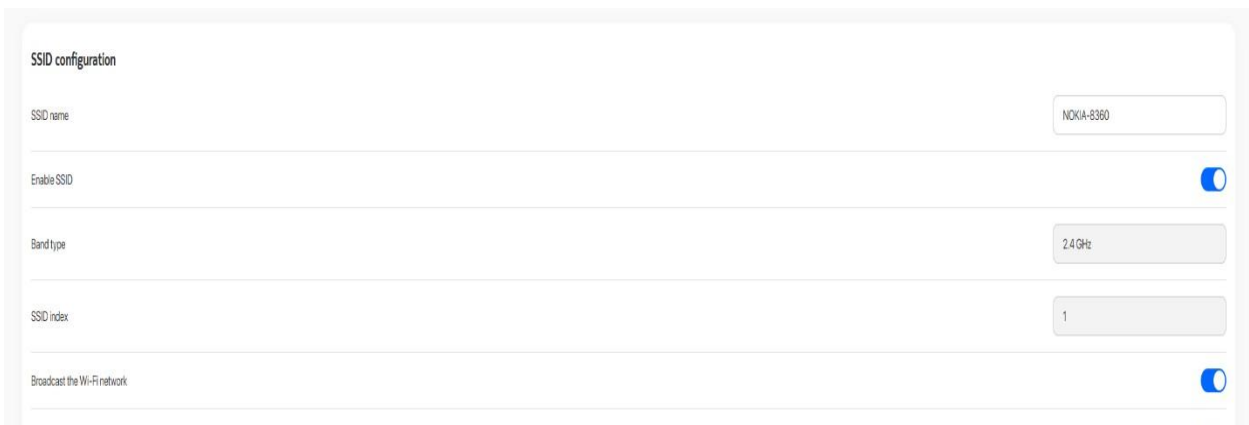 SSID configuration
SSID name
NOKIA-8360
Enable SSID
Band type
2.4 GHz
SSID index
1
Broadcast the Wi-Fi network